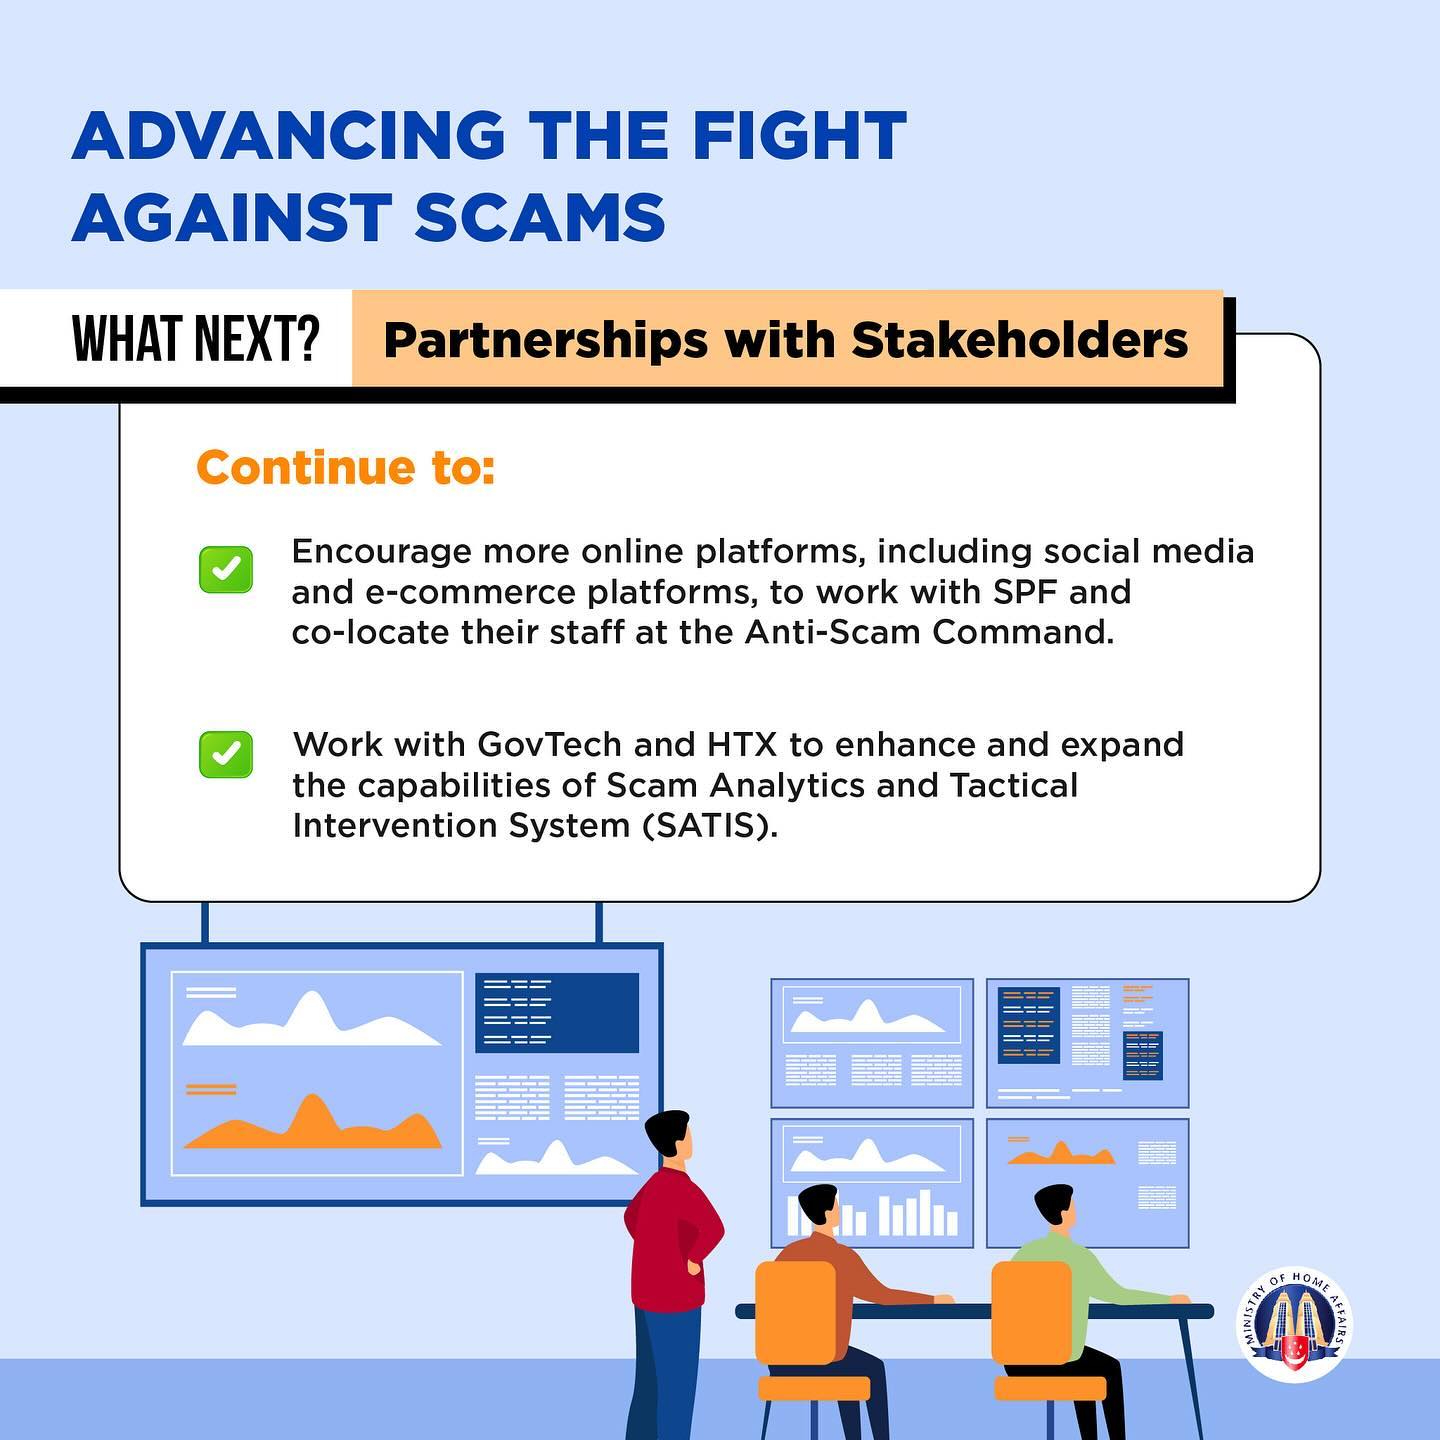 ADVANCING THE FIGHT
AGAINST SCAMS
WHAT NEXT? Partnerships with Stakeholders
Continue to:
Encourage more online platforms, including social media
and e-commerce platforms, to work with SPF and
co-locate their staff at the Anti-Scam Command.
Work with GovTech and HTX to enhance and expand
the capabilities of Scam Analytics and Tactical
Intervention System (SATIS).
MINISTRY OF HOME AFFAIRS